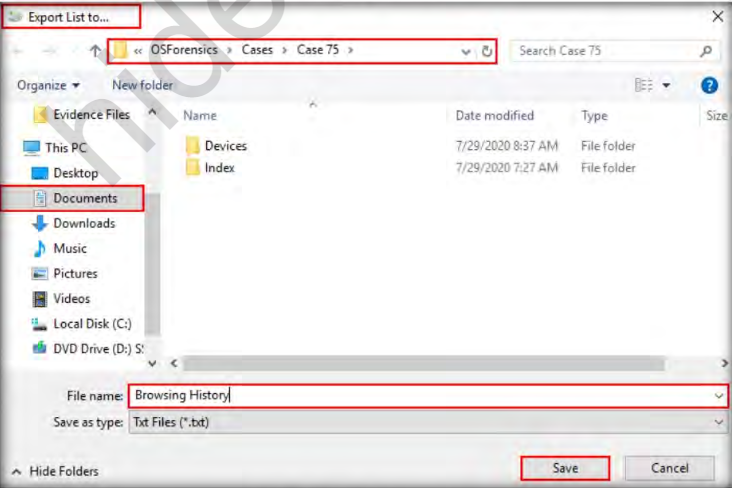 Export List to...
« OSForensics > Cases > Case 75 >
Search Case 75
Organize
New folder
Evidence Files
This PC
Desktop
Documents
Downloads
Music
Pictures
Videos
Local Disk (C:)
DVD Drive (D:) S
Name Date modified Type Size
Devices 7/29/2020 8:37 AM File folder
Index 7/29/2020 7:27 AM File folder
File name: Browsing History
Save as type: Txt Files (*.txt)
Hide Folders
Save
Cancel